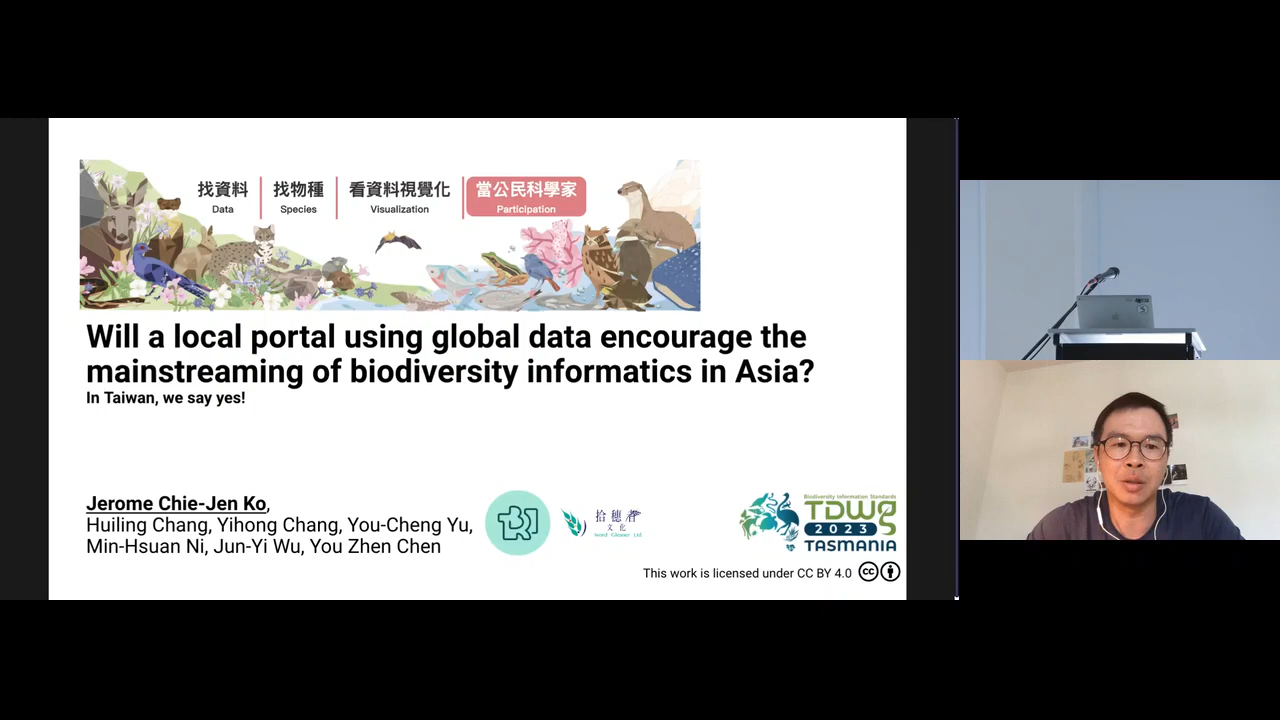 找資料
Data
找物種
Species
看資料視覺化
Visualization
當公民科學家
Participation
Will a local portal using global data encourage the
mainstreaming of biodiversity informatics in Asia?
In Taiwan, we say yes!
Jerome Chie-Jen Ko,
Huiling Chang, Yihong Chang, You-Cheng Yu,
Min-Hsuan Ni, Jun-Yi Wu, You Zhen Chen
拾穗者
文化
Word Gleaner Ltd.
Biodiversity Information Standards
TDWG
2023
TASMANIA
This work is licensed under CC BY 4.0
cc